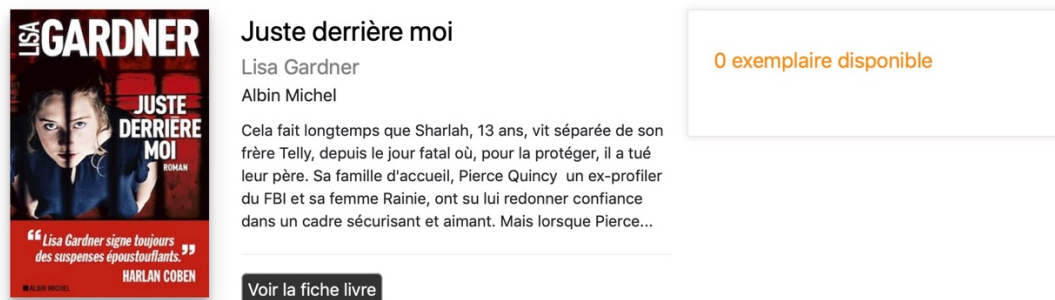 LISA GARDNER
JUSTE
DERRIÈRE
MOI
ROMAN
“Lisa Gardner signe toujours
des suspenses époustouflants.”
HARLAN COBEN
ALBIN MICHEL
Juste derrière moi
Lisa Gardner
Albin Michel
Cela fait longtemps que Sharlah, 13 ans, vit séparée de son
frère Telly, depuis le jour fatal où, pour la protéger, il a tué
leur père. Sa famille d'accueil, Pierce Quincy  un ex-profiler
du FBI et sa femme Rainie, ont su lui redonner confiance
dans un cadre sécurisant et aimant. Mais lorsque Pierce...
Voir la fiche livre
0 exemplaire disponible